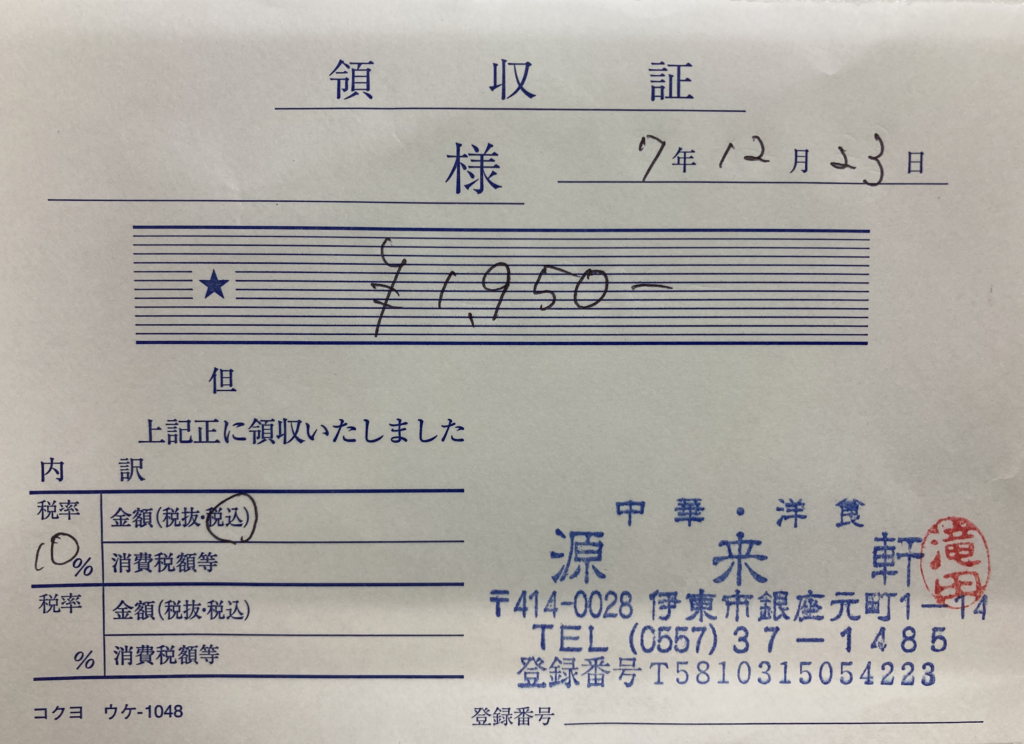 領収証
様
7年12月23日
★ ¥1,950-
但
上記正に領収いたしました
内訳
税率 10% 金額(税抜・税込)
消費税額等
税率 % 金額(税抜・税込)
消費税額等
コクヨ ウケ-1048
中華・洋食
源来軒
滝田
〒414-0028 伊東市銀座元町1-14
TEL (0557)37-1485
登録番号T5810315054223
登録番号